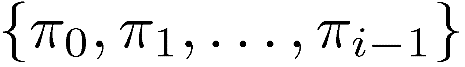 {π₀, π₁, . . . , πᵢ₋₁}